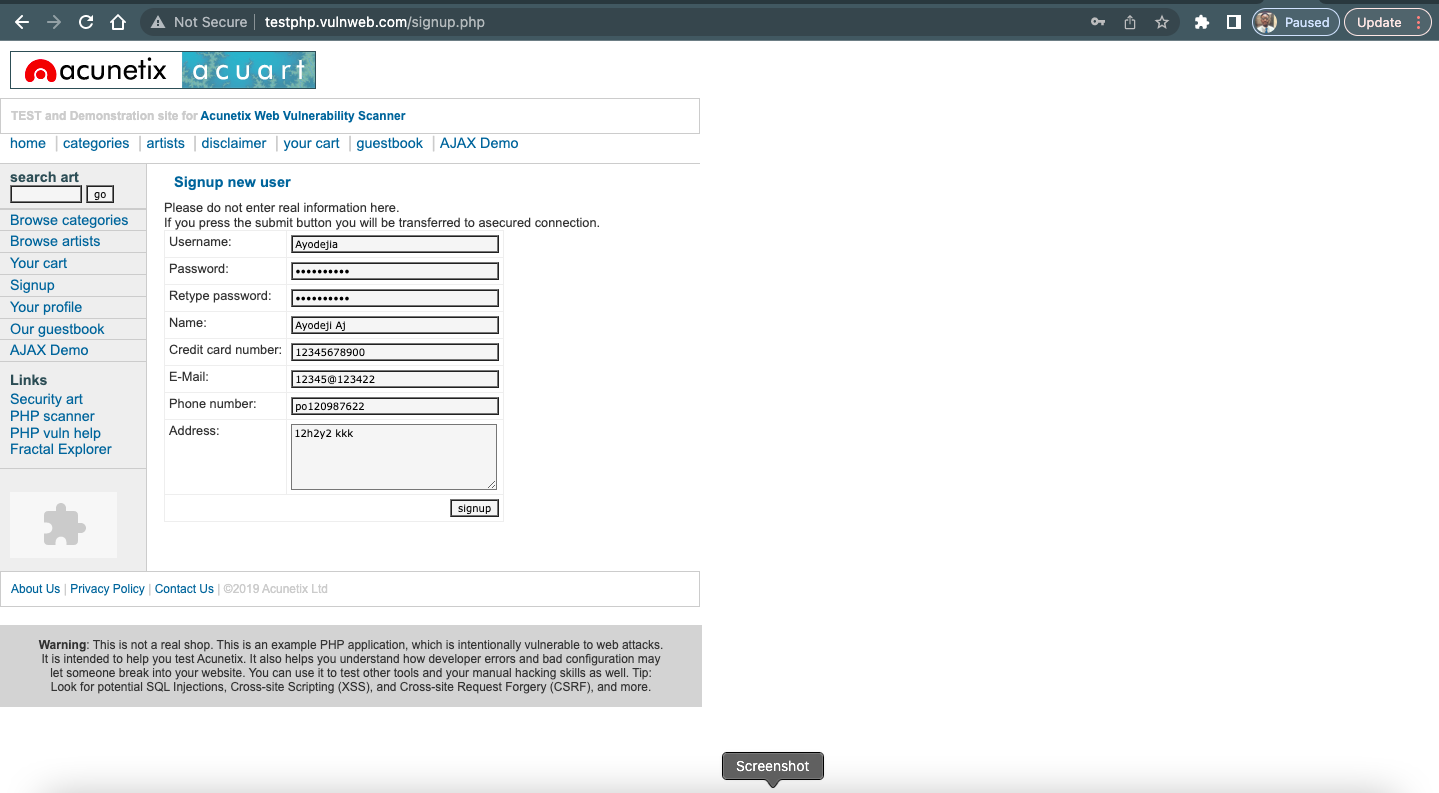 Not Secure testphp.vulnweb.com/signup.php Paused Update
acunetix acuart
TEST and Demonstration site for Acunetix Web Vulnerability Scanner
home | categories | artists | disclaimer | your cart | guestbook | AJAX Demo
search art
go
Browse categories
Browse artists
Your cart
Signup
Your profile
Our guestbook
AJAX Demo
Links
Security art
PHP scanner
PHP vuln help
Fractal Explorer
Signup new user
Please do not enter real information here.
If you press the submit button you will be transferred to asecured connection.
Username: Ayodejia
Password: ••••••••••
Retype password: ••••••••••
Name: Ayodeji Aj
Credit card number: 12345678900
E-Mail: 12345@123422
Phone number: po120987622
Address: 12h2y2 kkk
signup
About Us | Privacy Policy | Contact Us | ©2019 Acunetix Ltd
Warning: This is not a real shop. This is an example PHP application, which is intentionally vulnerable to web attacks.
It is intended to help you test Acunetix. It also helps you understand how developer errors and bad configuration may
let someone break into your website. You can use it to test other tools and your manual hacking skills as well. Tip:
Look for potential SQL Injections, Cross-site Scripting (XSS), and Cross-site Request Forgery (CSRF), and more.
Screenshot